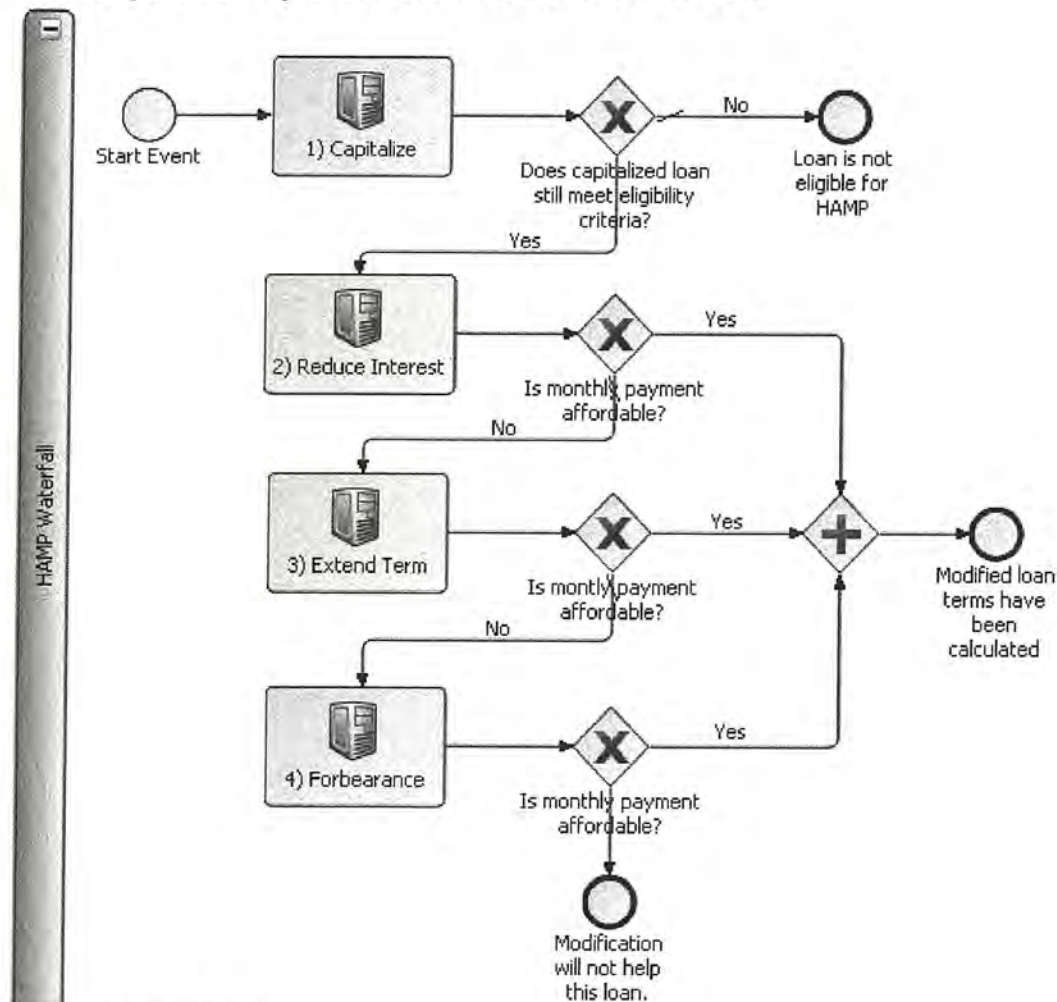 HAMP Waterfall
Start Event
1) Capitalize
Does capitalized loan
still meet eligibility
criteria?
No
Loan is not
eligible for
HAMP
Yes
2) Reduce Interest
Is monthly payment
affordable?
Yes
No
3) Extend Term
Is montly payment
affordable?
Yes
Modified loan
terms have
been
calculated
No
4) Forbearance
Is monthly payment
affordable?
Yes
Modification
will not help
this loan.